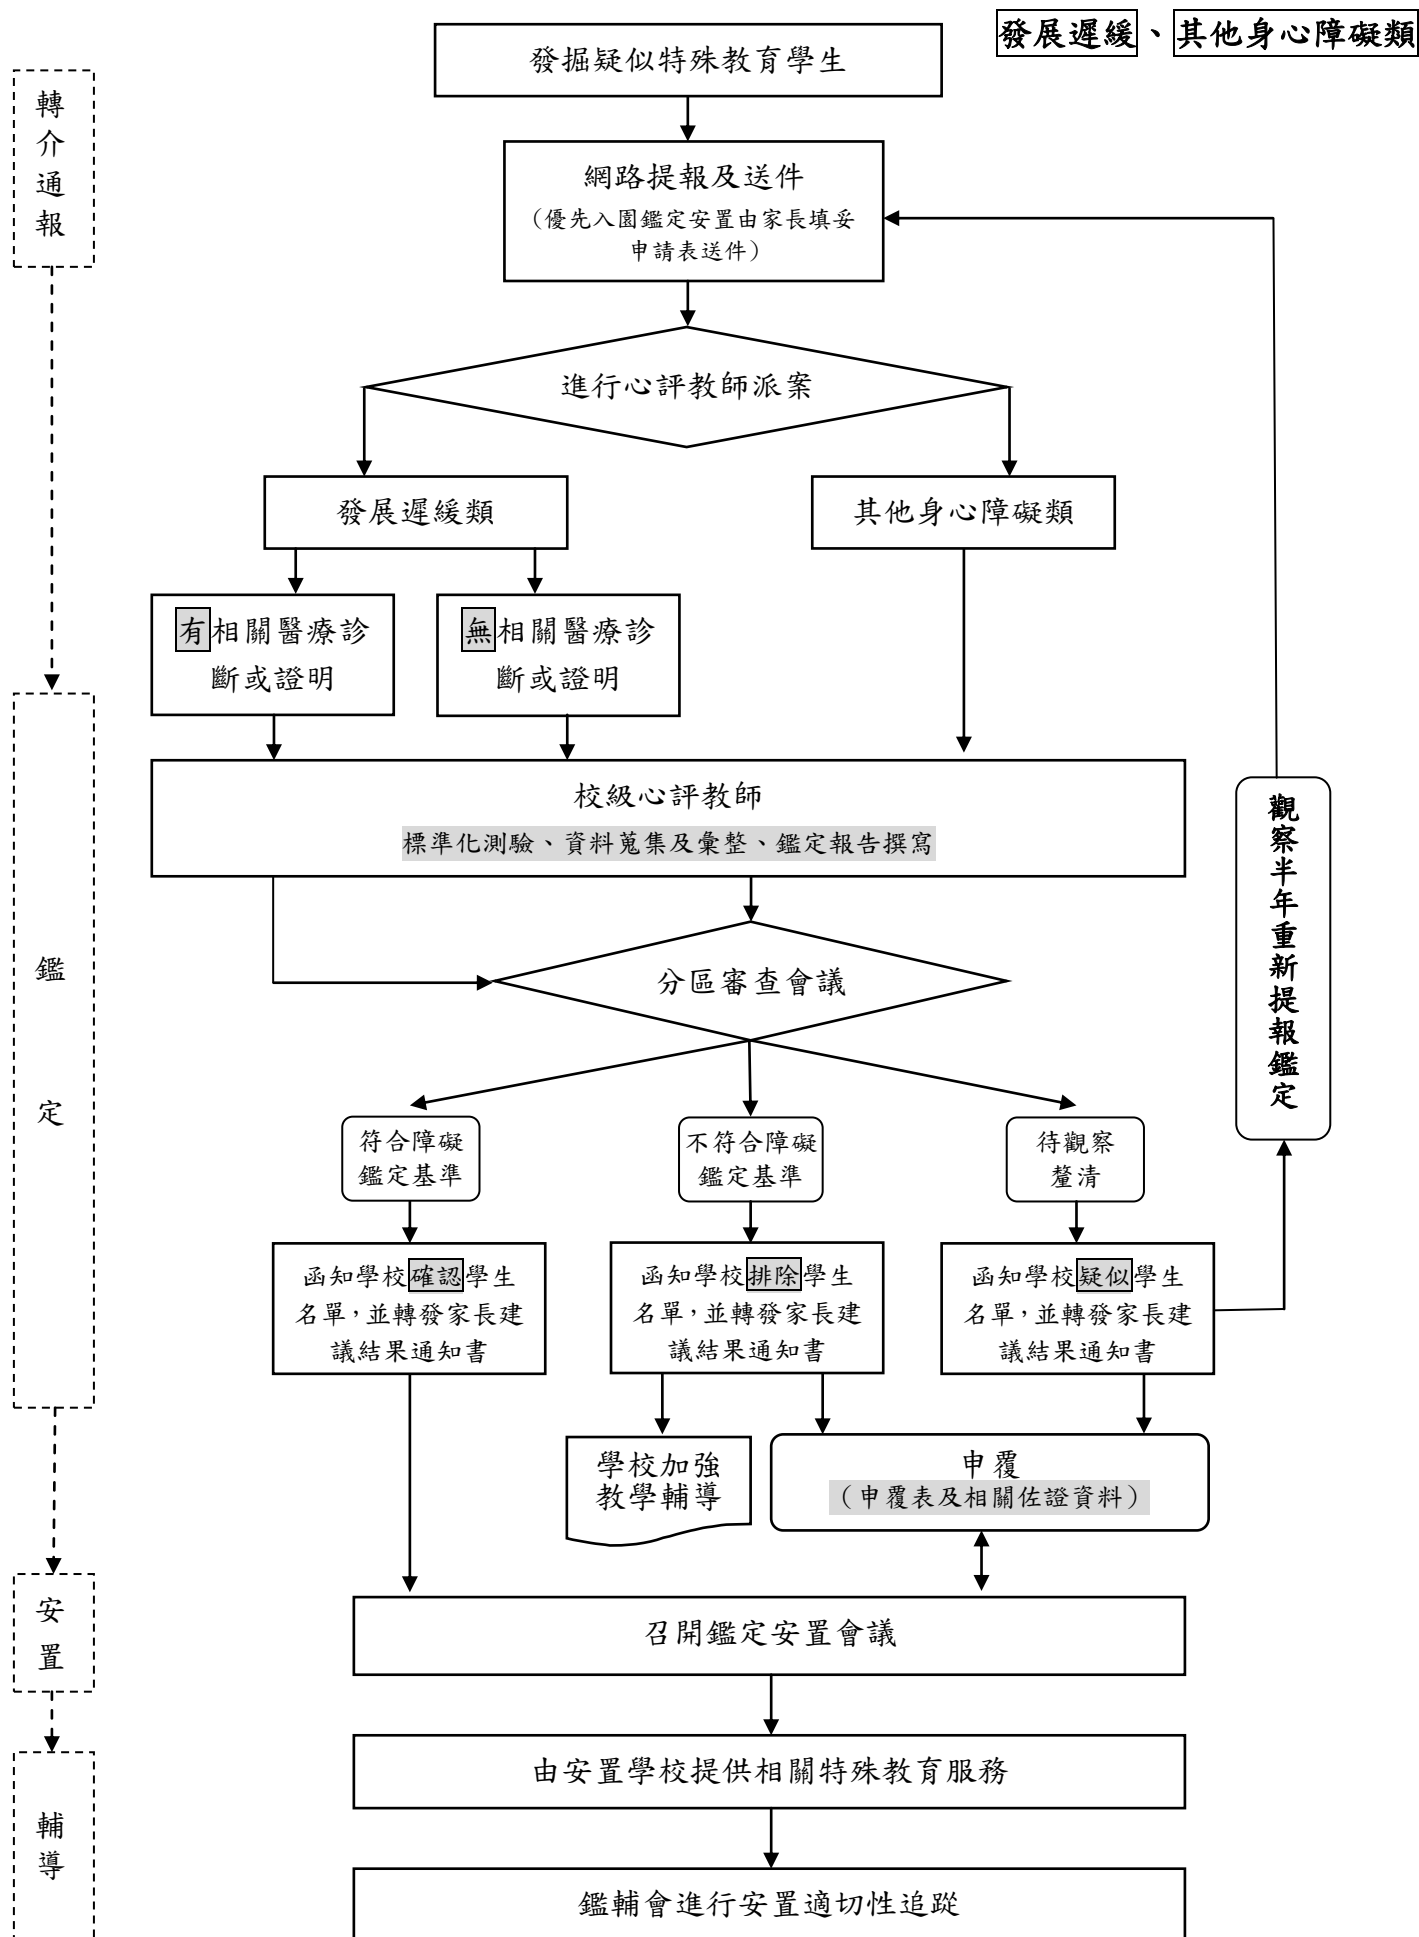 發展遲緩、其他身心障礙類
發掘疑似特殊教育學生
轉
介
通
報
網路提報及送件
（優先入園鑑定安置由家長填妥
申請表送件）
進行心評教師派案
發展遲緩類
其他身心障礙類
有相關醫療診
斷或證明
無相關醫療診
斷或證明
校級心評教師
標準化測驗、資料蒐集及彙整、鑑定報告撰寫
觀
察
半
年
重
新
提
報
鑑
定
鑑
定
分區審查會議
符合障礙
鑑定基準
不符合障礙
鑑定基準
待觀察
釐清
函知學校確認學生
名單，並轉發家長建
議結果通知書
函知學校排除學生
名單，並轉發家長建
議結果通知書
函知學校疑似學生
名單，並轉發家長建
議結果通知書
學校加強
教學輔導
申覆
（申覆表及相關佐證資料）
安
置
召開鑑定安置會議
由安置學校提供相關特殊教育服務
輔
導
鑑輔會進行安置適切性追蹤